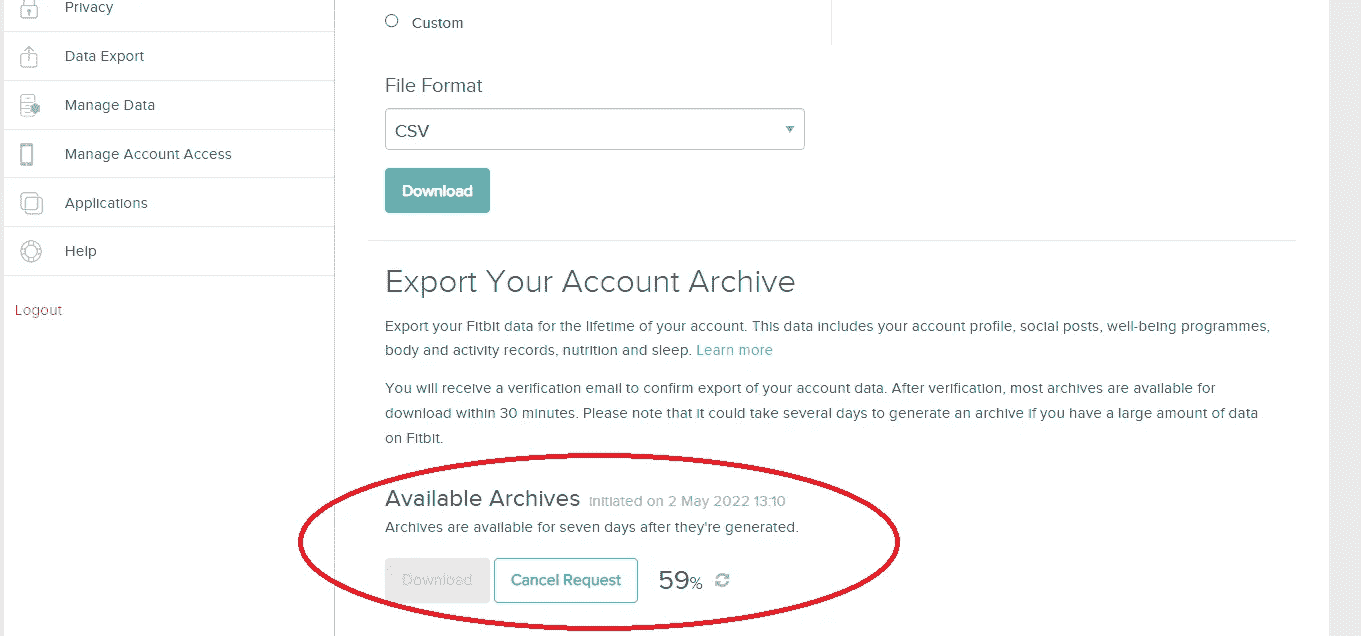 Privacy
Data Export
Manage Data
Manage Account Access
Applications
Help
Logout
Custom
File Format
CSV
Download
Export Your Account Archive
Export your Fitbit data for the lifetime of your account. This data includes your account profile, social posts, well-being programmes,
body and activity records, nutrition and sleep. Learn more
You will receive a verification email to confirm export of your account data. After verification, most archives are available for
download within 30 minutes. Please note that it could take several days to generate an archive if you have a large amount of data
on Fitbit.
Available Archives Initiated on 2 May 2022 13:10
Archives are available for seven days after they're generated.
Download Cancel Request 59%